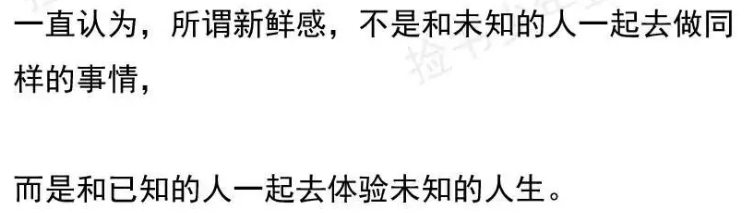 一直认为，所谓新鲜感，不是和未知的人一起去做同
样的事情，
而是和已知的人一起去体验未知的人生。